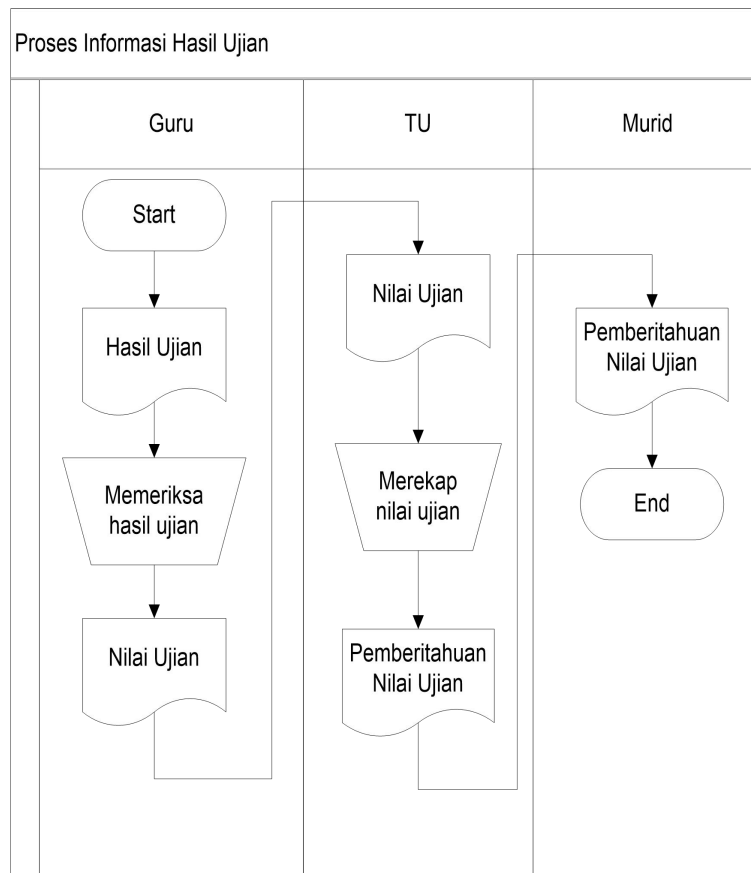 Proses Informasi Hasil Ujian
Guru
TU
Murid
Start
Hasil Ujian
Memeriksa
hasil ujian
Nilai Ujian
Nilai Ujian
Merekap
nilai ujian
Pemberitahuan
Nilai Ujian
Pemberitahuan
Nilai Ujian
End